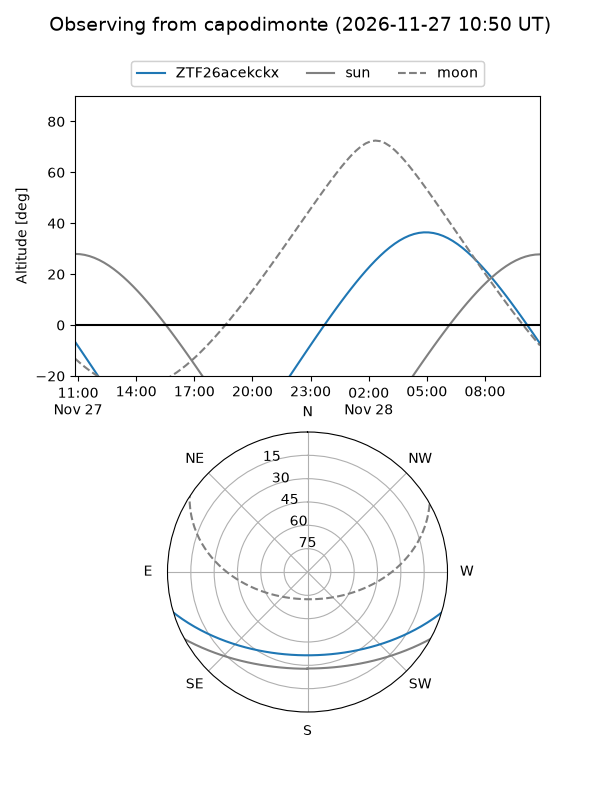 Observing from capodimonte (2026-11-27 10:50 UT)
ZTF26acekckx sun moon
Altitude [deg]
80
60
40
20
0
−20
11:00 14:00 17:00 20:00 23:00 02:00 05:00 08:00
Nov 27 Nov 28
N
NE NW
15
30
45
60
75
E W
SE SW
S